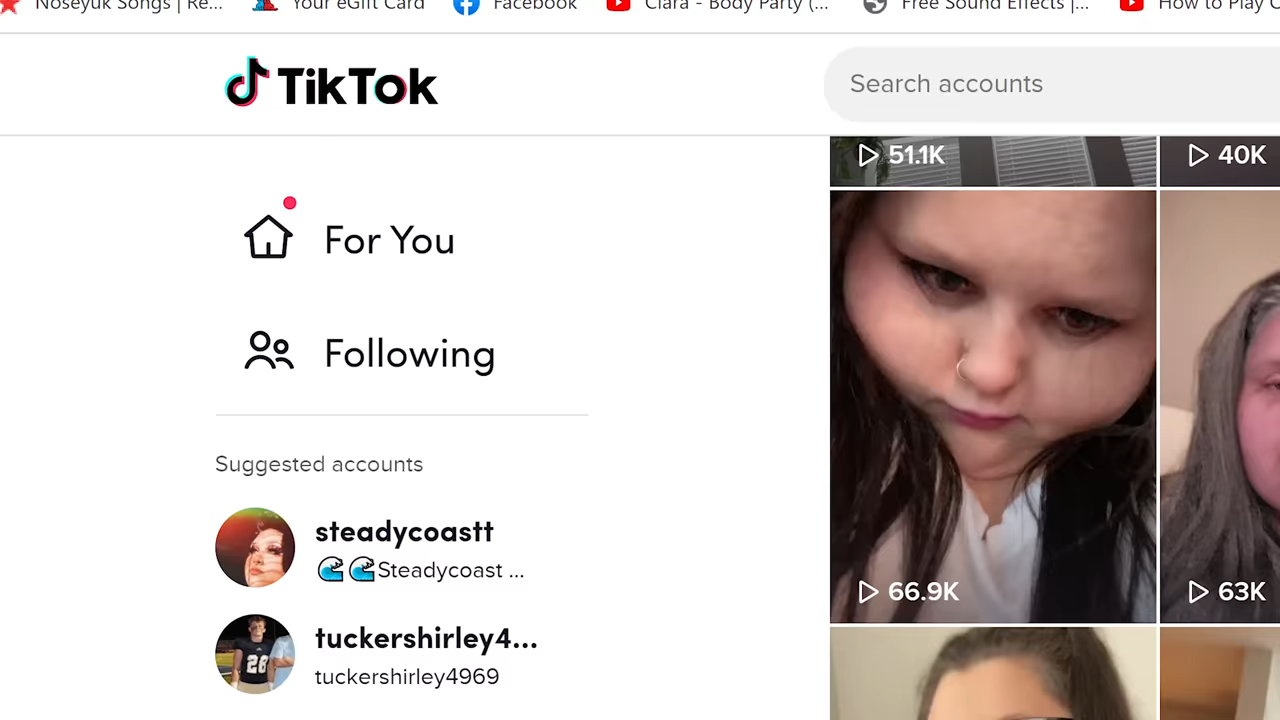 Noseyuk Songs | Re...
Your eGift Card
Facebook
Clara - Body Party (...
Free Sound Effects |...
How to Play C
TikTok
Search accounts
51.1K
40K
For You
Following
Suggested accounts
steadycoastt
🌊🌊Steadycoast ...
tuckershirley4...
tuckershirley4969
28
66.9K
63K